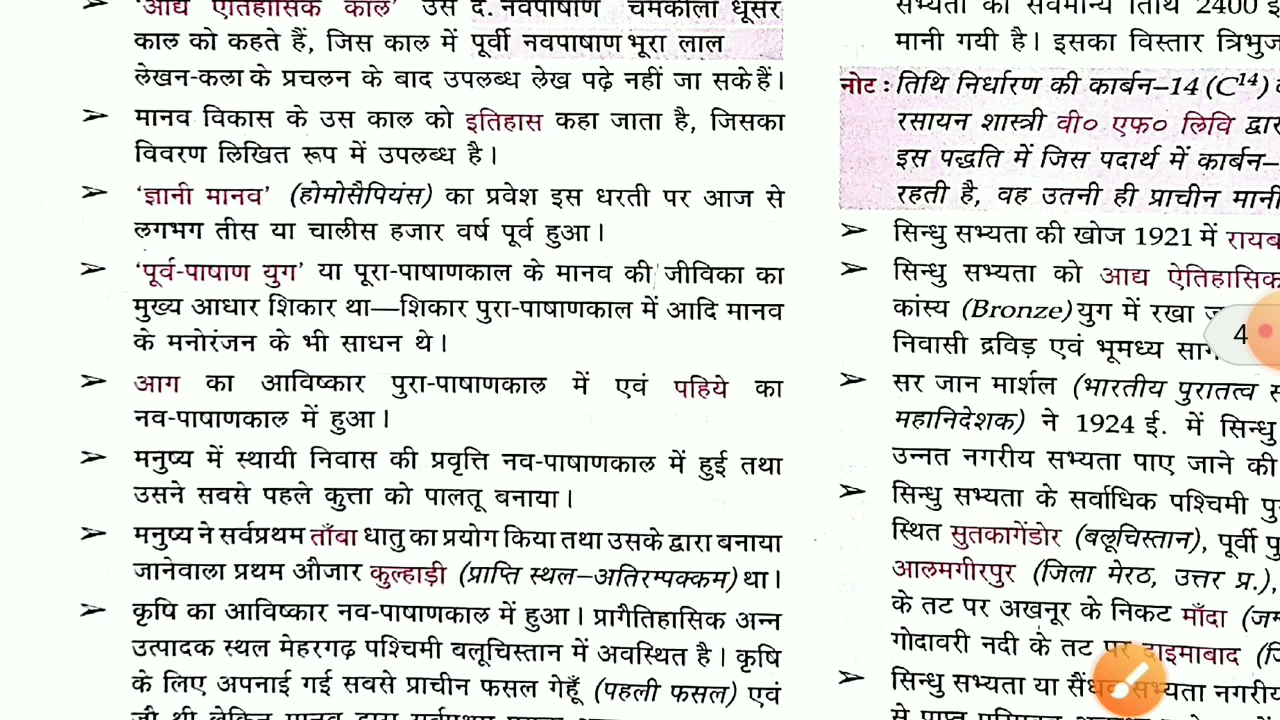 'आद्य ऐतिहासिक काल' उस द. नवपाषाण चमकीला धूसर
काल को कहते हैं, जिस काल में पूर्वी नवपाषाण भूरा लाल
लेखन-कला के प्रचलन के बाद उपलब्ध लेख पढ़े नहीं जा सके हैं।
➢ मानव विकास के उस काल को इतिहास कहा जाता है, जिसका
विवरण लिखित रूप में उपलब्ध है।
➢ 'ज्ञानी मानव' (होमोसैपियंस) का प्रवेश इस धरती पर आज से
लगभग तीस या चालीस हजार वर्ष पूर्व हुआ।
➢ 'पूर्व-पाषाण युग' या पूरा-पाषाणकाल के मानव की जीविका का
मुख्य आधार शिकार था—शिकार पुरा-पाषाणकाल में आदि मानव
के मनोरंजन के भी साधन थे।
➢ आग का आविष्कार पुरा-पाषाणकाल में एवं पहिये का
नव-पाषाणकाल में हुआ।
➢ मनुष्य में स्थायी निवास की प्रवृत्ति नव-पाषाणकाल में हुई तथा
उसने सबसे पहले कुत्ता को पालतू बनाया।
➢ मनुष्य ने सर्वप्रथम ताँबा धातु का प्रयोग किया तथा उसके द्वारा बनाया
जानेवाला प्रथम औजार कुल्हाड़ी (प्राप्ति स्थल–अतिरम्पक्कम) था।
➢ कृषि का आविष्कार नव-पाषाणकाल में हुआ। प्रागैतिहासिक अन्न
उत्पादक स्थल मेहरगढ़ पश्चिमी बलूचिस्तान में अवस्थित है। कृषि
के लिए अपनाई गई सबसे प्राचीन फसल गेहूँ (पहली फसल) एवं
सभ्यता की सर्वमान्य तिथि 2400
मानी गयी है। इसका विस्तार
नोट : तिथि निर्धारण की कार्बन–14 (C¹⁴)
रसायन शास्त्री वी० एफ० लिवि
इस पद्धति में जिस पदार्थ में कार्बन–
रहती है, वह उतनी ही प्राचीन
➢ सिन्धु सभ्यता की खोज 1921 में
➢ सिन्धु सभ्यता को आद्य ऐतिहासिक
कांस्य (Bronze) युग में रखा
4
निवासी द्रविड़ एवं भूमध्य
➢ सर जान मार्शल (भारतीय पुरातत्व
महानिदेशक) ने 1924 ई. में सिन्धु
उन्नत नगरीय सभ्यता पाए जाने की
➢ सिन्धु सभ्यता के सर्वाधिक पश्चिमी
स्थित सुतकागेंडोर (बलूचिस्तान), पूर्वी
आलमगीरपुर (जिला मेरठ, उत्तर प्र.),
के तट पर अखनूर के निकट माँदा
गोदावरी नदी के तट पर दाइमाबाद
➢ सिन्धु सभ्यता या सैंधव सभ्यता